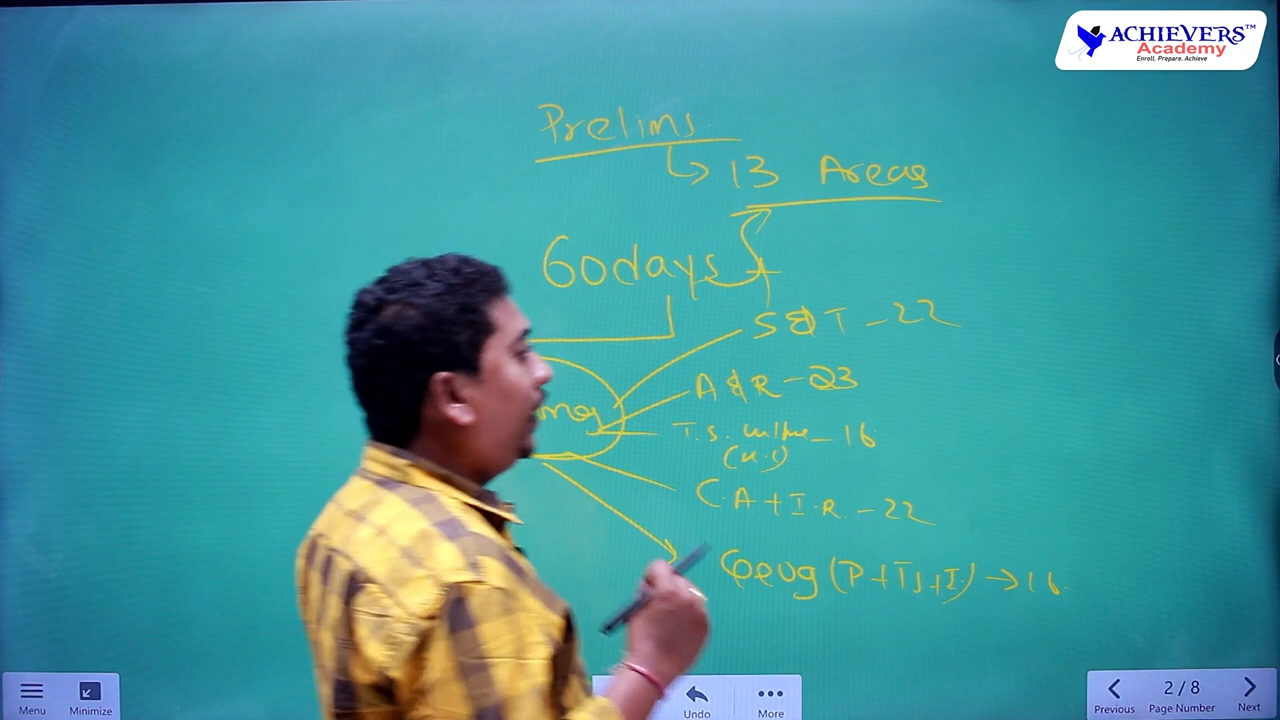 ACHIEVERS™
Academy
Enroll. Prepare. Achieve
Prelims
13 Areas
60days
S & T - 22
A & R - 23
T. S. - 16
C. A + I. R. - 22
Geog (P + Ts + I) → 16
Menu
Minimize
Undo
More
Previous
2 / 8
Page Number
Next